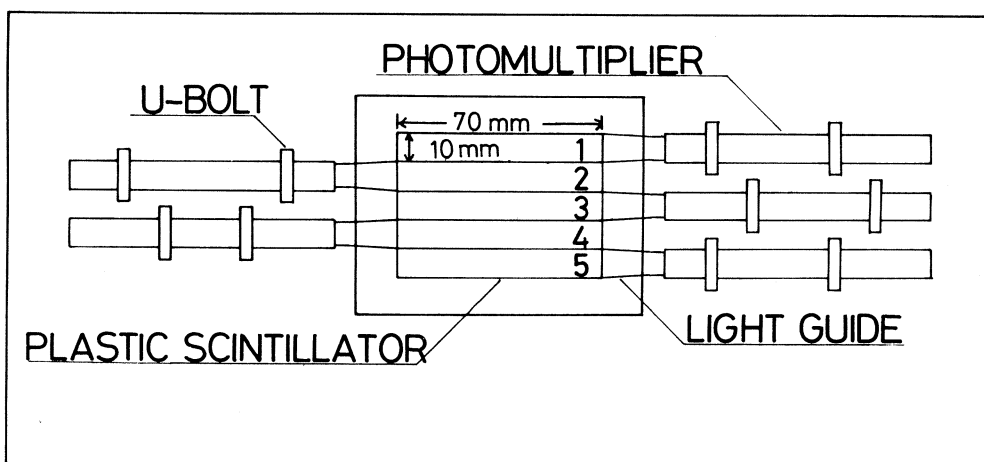 PHOTOMULTIPLIER
U-BOLT
70 mm
10 mm
1
2
3
4
5
LIGHT GUIDE
PLASTIC SCINTILLATOR